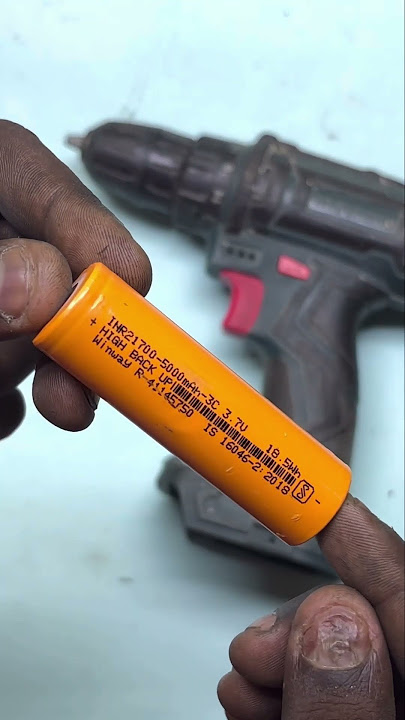 INR21700-5000mAh-3C 3.7V 18.5Wh
+ HIGH BACK UP!
Winway R-41145750 IS 16046-2:2018 -